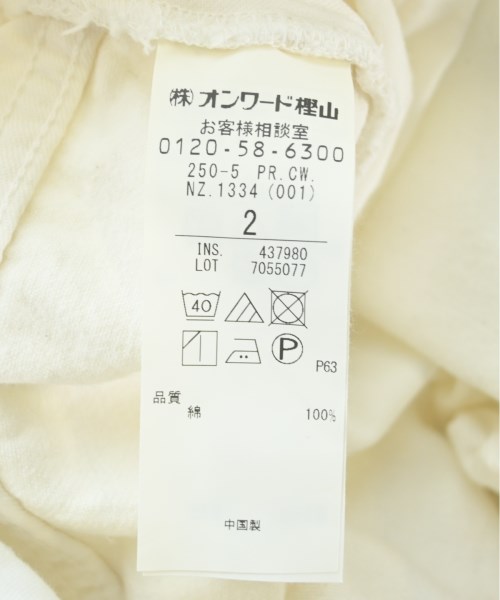 ㈱オンワード樫山
お客様相談室
0120-58-6300
250-5 PR.CW.
NZ.1334 (001)
2
INS. 437980
LOT 7055077
40
P
P63
品質
綿 100%
中国製